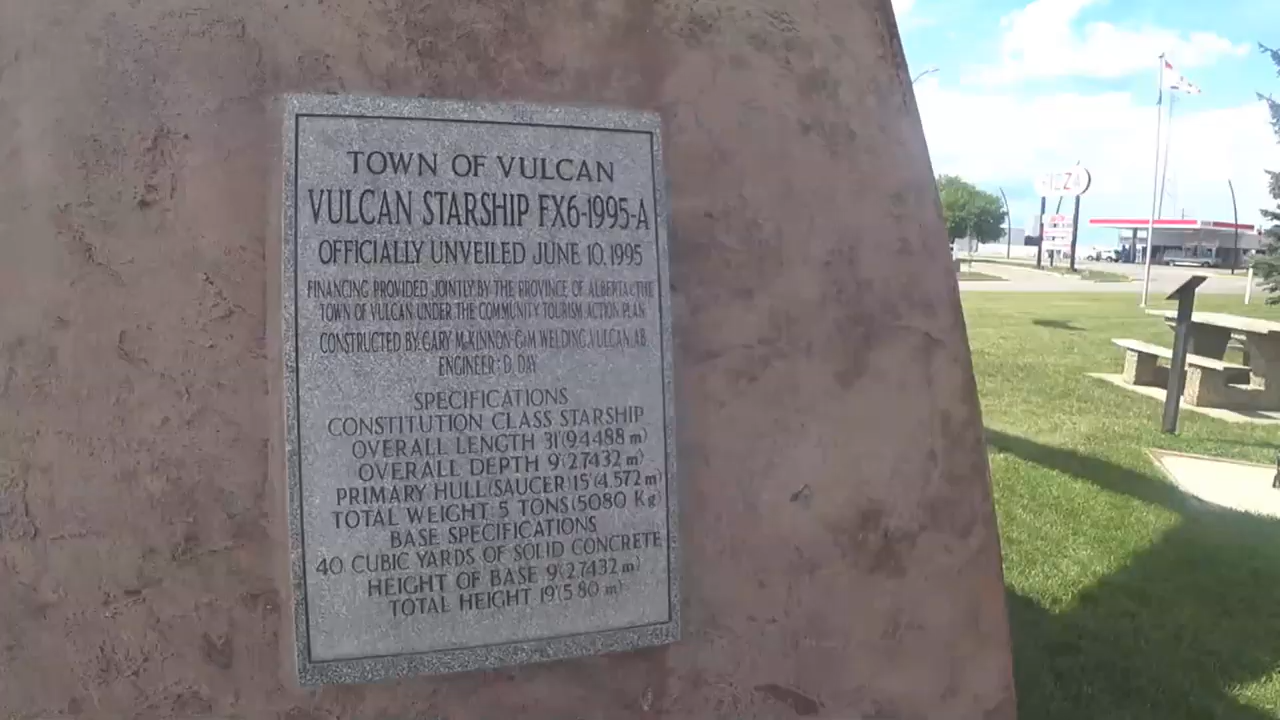 TOWN OF VULCAN
VULCAN STARSHIP FX6-1995-A
OFFICIALLY UNVEILED JUNE 10, 1995
FINANCING PROVIDED JOINTLY BY THE PROVINCE OF ALBERTA & THE
TOWN OF VULCAN UNDER THE COMMUNITY TOURISM ACTION PLAN
CONSTRUCTED BY: GARY McKINNON-G&M WELDING, VULCAN, AB.
ENGINEER: D. DAY
SPECIFICATIONS
CONSTITUTION CLASS STARSHIP
OVERALL LENGTH 31'(9.4488 m)
OVERALL DEPTH 9'(2.7432 m)
PRIMARY HULL (SAUCER) 15'(4.572 m)
TOTAL WEIGHT: 5 TONS (5080 Kg)
BASE SPECIFICATIONS
40 CUBIC YARDS OF SOLID CONCRETE
HEIGHT OF BASE 9'(2.7432 m)
TOTAL HEIGHT 19'(5.80 m)